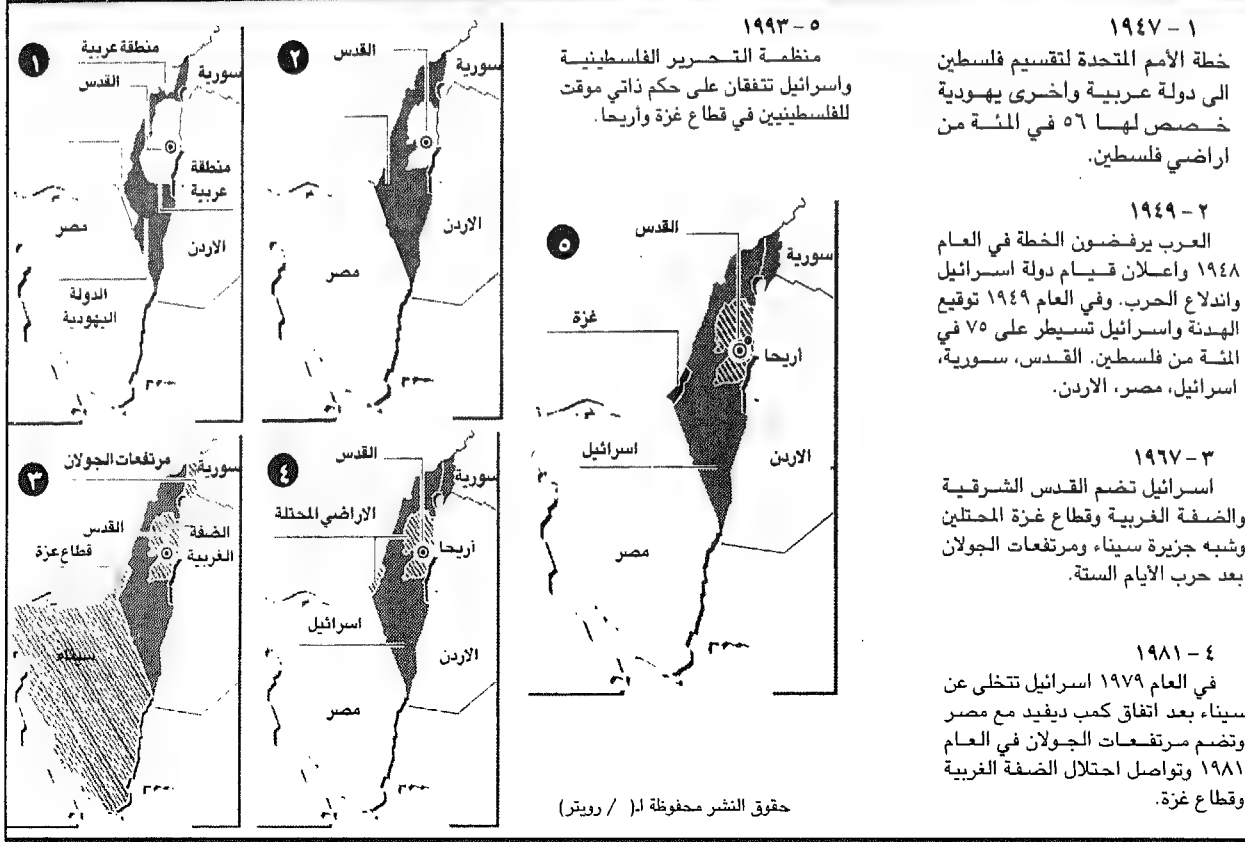 ١ – ١٩٤٧
خطة الأمم المتحدة لتقسيم فلسطين
الى دولة عربية واخرى يهودية
خصص لها ٥٦ في المئة من
اراضي فلسطين.
٢ – ١٩٤٩
العرب يرفضون الخطة في العام
١٩٤٨ واعلان قيام دولة اسرائيل
واندلاع الحرب. وفي العام ١٩٤٩ توقيع
الهدنة واسرائيل تسيطر على ٧٥ في
المئة من فلسطين. القدس، سورية،
اسرائيل، مصر، الاردن.
٣ – ١٩٦٧
اسرائيل تضم القدس الشرقية
والضفة الغربية وقطاع غزة المحتلين
وشبه جزيرة سيناء ومرتفعات الجولان
بعد حرب الأيام الستة.
٤ – ١٩٨١
في العام ١٩٧٩ اسرائيل تتخلى عن
سيناء بعد اتفاق كمب ديفيد مع مصر
وتضم مرتفعات الجولان في العام
١٩٨١ وتواصل احتلال الضفة الغربية
وقطاع غزة.
٥ – ١٩٩٣
منظمة التحرير الفلسطينية
واسرائيل تتفقان على حكم ذاتي موقت
للفلسطينيين في قطاع غزة وأريحا.
٥
القدس
سورية
غزة
أريحا
اسرائيل
الاردن
مصر
حقوق النشر محفوظة لـ( / رويتر)
٢
القدس
سورية
الاردن
مصر
١
منطقة عربية
سورية
القدس
منطقة
عربية
مصر
الاردن
الدولة
اليهودية
٤
القدس
سورية
الاراضي المحتلة
أريحا
اسرائيل
الاردن
مصر
٣
مرتفعات الجولان
سورية
القدس
الضفة
الغربية
قطاع غزة
سيناء